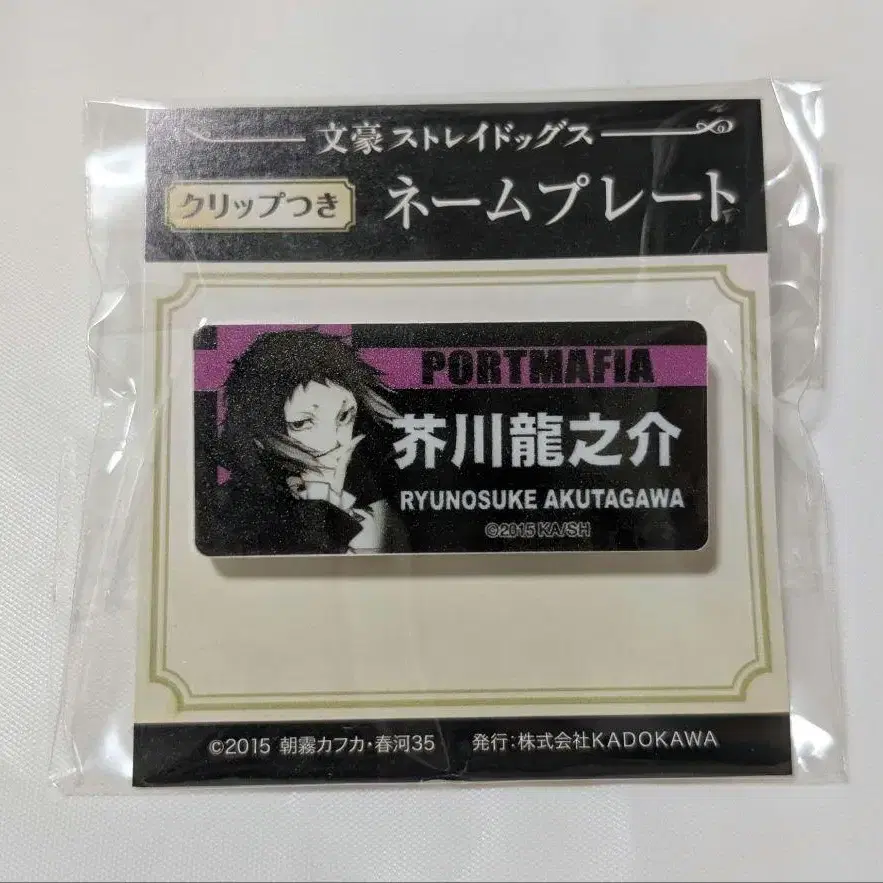 文豪ストレイドッグス
クリップつき ネームプレート
PORTMAFIA
芥川龍之介
RYUNOSUKE AKUTAGAWA
©2015 KA/SH
©2015 朝霧カフカ・春河35 発行:株式会社KADOKAWA